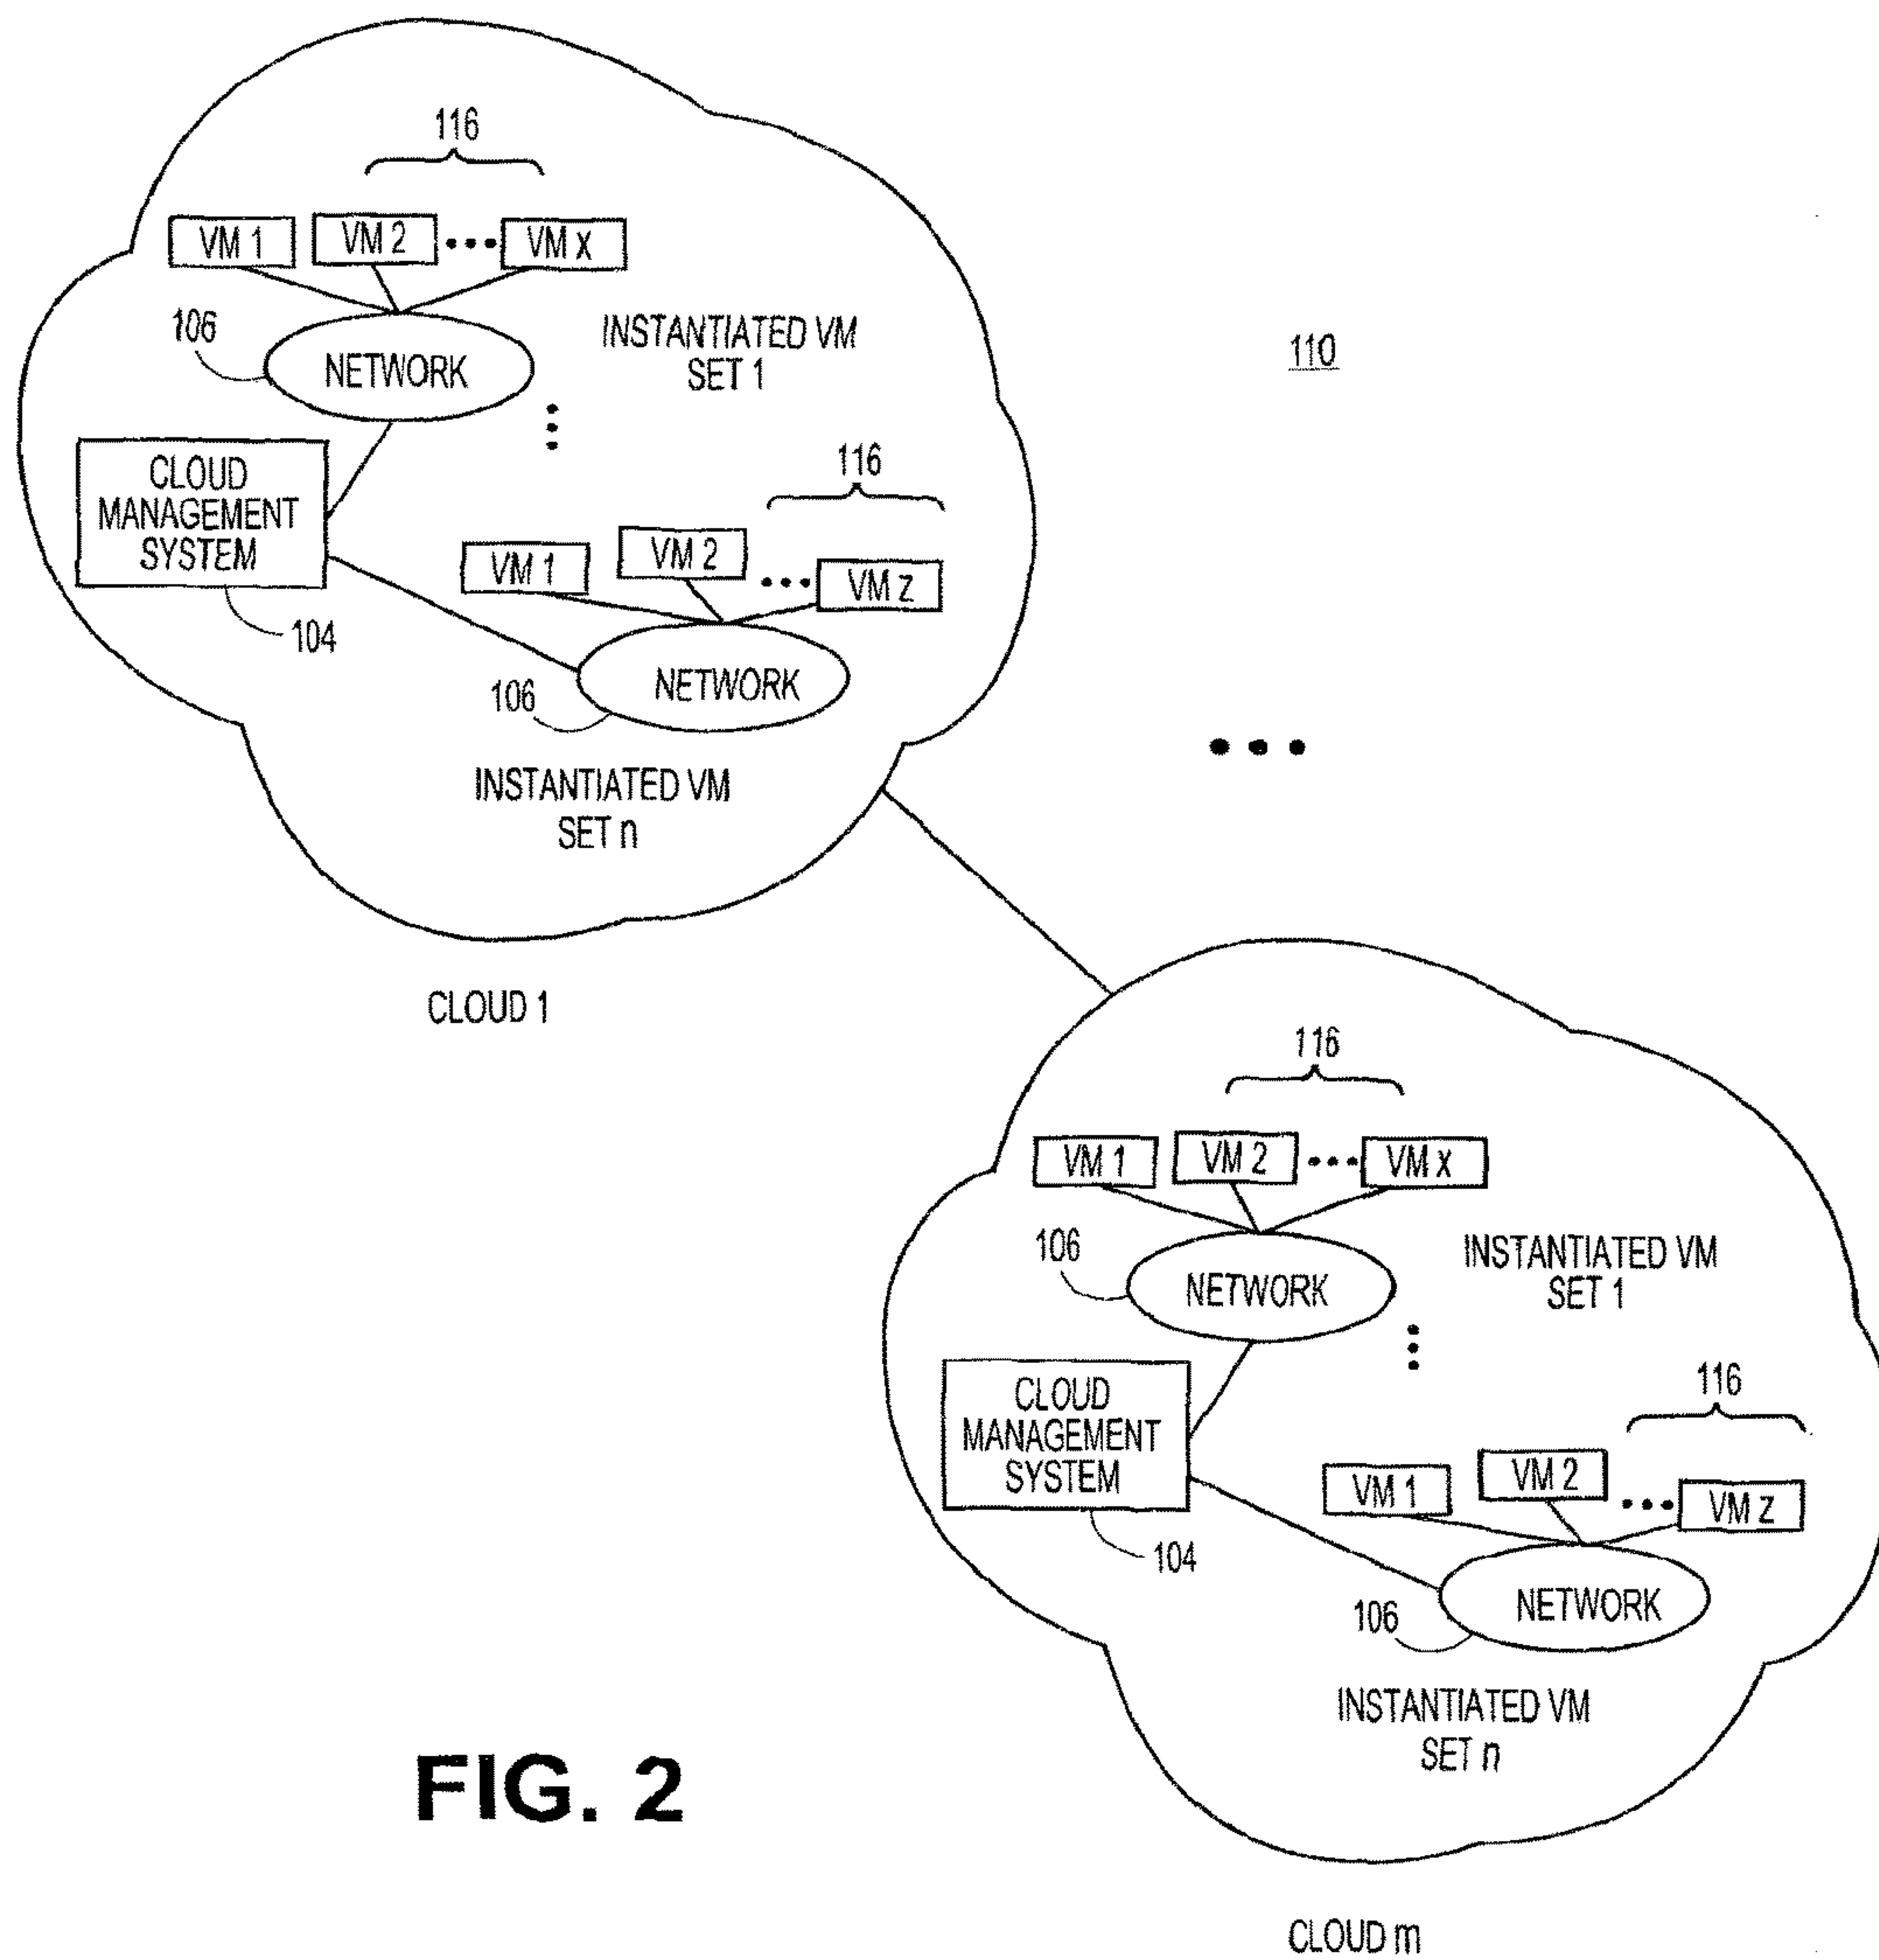 116
VM 1
VM 2
VM x
106
NETWORK
INSTANTIATED VM
SET 1
110
CLOUD
MANAGEMENT
SYSTEM
116
VM 1
VM 2
VM z
104
106
NETWORK
INSTANTIATED VM
SET n
CLOUD 1
116
VM 1
VM 2
VM x
106
NETWORK
INSTANTIATED VM
SET 1
CLOUD
MANAGEMENT
SYSTEM
116
VM 1
VM 2
VM z
104
106
NETWORK
INSTANTIATED VM
SET n
FIG. 2
CLOUD m